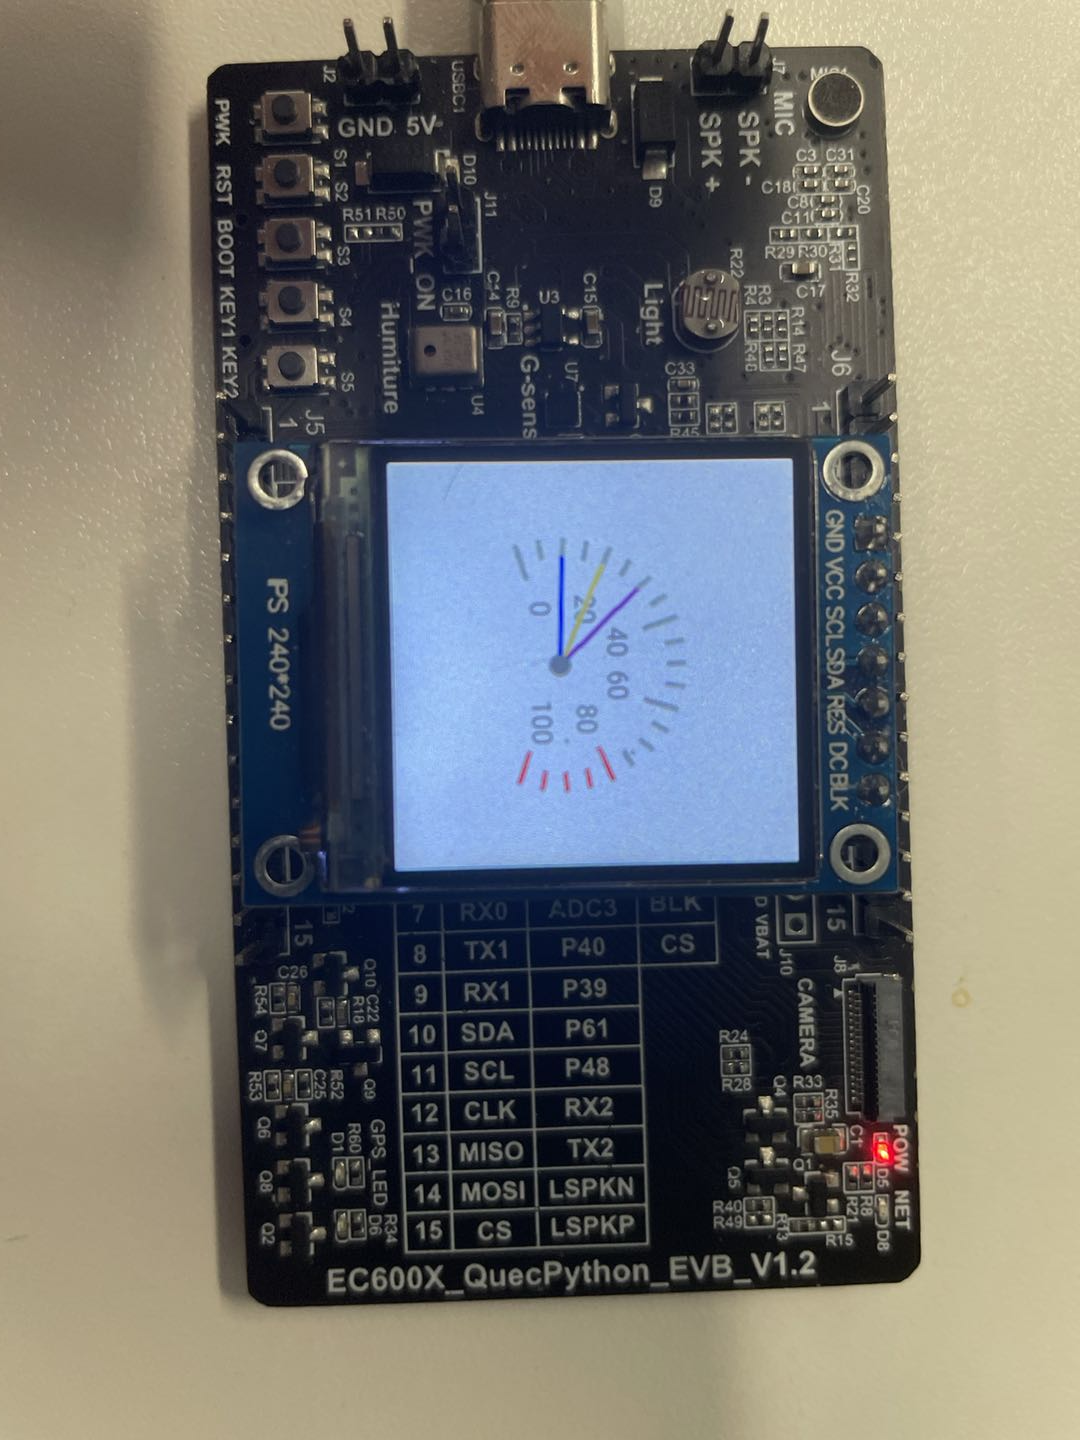 J2
GND 5V
USBC1
J7
SPK +
SPK -
MIC
MIC1
PWK RST BOOT KEY1 KEY2
S1
S2
S3
S4
S5
R51 R50
D10
J11
PWK_ON
D9
C3
C31
C18
C20
C8
C11
R29 R30
R31
R32
C17
R22
Light
R4
R3
R14
R46
R47
C16
C14
R9
U3
C15
Humiture
U4
G-sens
U7
C33
R45
J6
1
J5
1
PS 240*240
0
20
40
60
80
100
GND VCC SCL SDA RES DC BLK
7 RX0 ADC3 BLK
8 TX1 P40 CS
9 RX1 P39
10 SDA P61
11 SCL P48
12 CLK RX2
13 MISO TX2
14 MOSI LSPKN
15 CS LSPKP
15
15
VBAT
J10
J8
CAMERA
C26
R54
Q10
C22
R18
Q7
R53
C25
R52
Q9
Q6
D1
R60
GPS_LED
Q8
Q2
D6
R34
R24
R28
Q4
R33
R35
C1
Q1
Q5
POW
D5
NET
D8
R21
R8
R40
R49
R13
R15
EC600X_QuecPython_EVB_V1.2